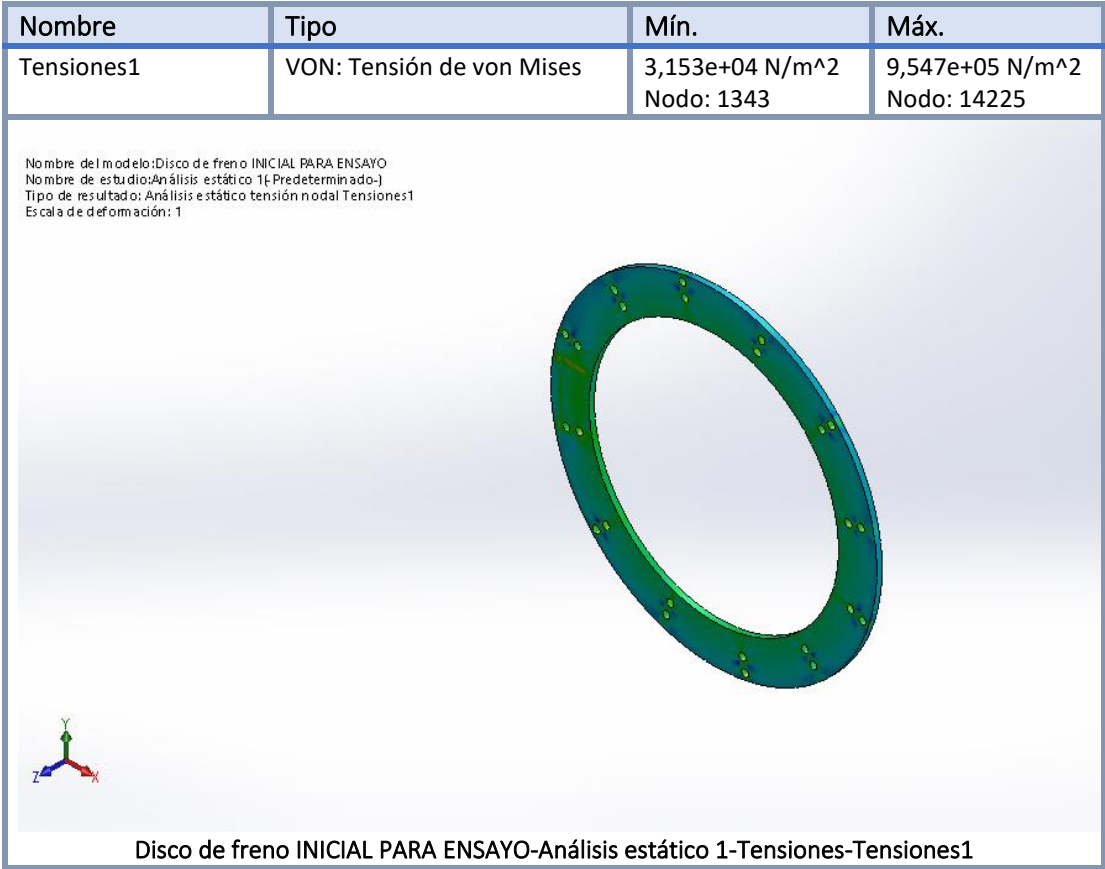 Nombre Tipo Mín. Máx.
Tensiones1 VON: Tensión de von Mises 3,153e+04 N/m^2 9,547e+05 N/m^2
Nodo: 1343 Nodo: 14225
Nombre del modelo:Disco de freno INICIAL PARA ENSAYO
Nombre de estudio:Análisis estático 1(-Predeterminado-)
Tipo de resultado: Análisis estático tensión nodal Tensiones1
Escala de deformación: 1
Y
Z X
Disco de freno INICIAL PARA ENSAYO-Análisis estático 1-Tensiones-Tensiones1